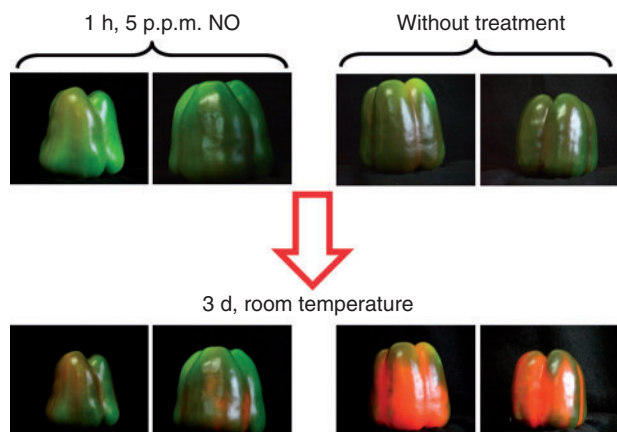 1 h, 5 p.p.m. NO
Without treatment
3 d, room temperature